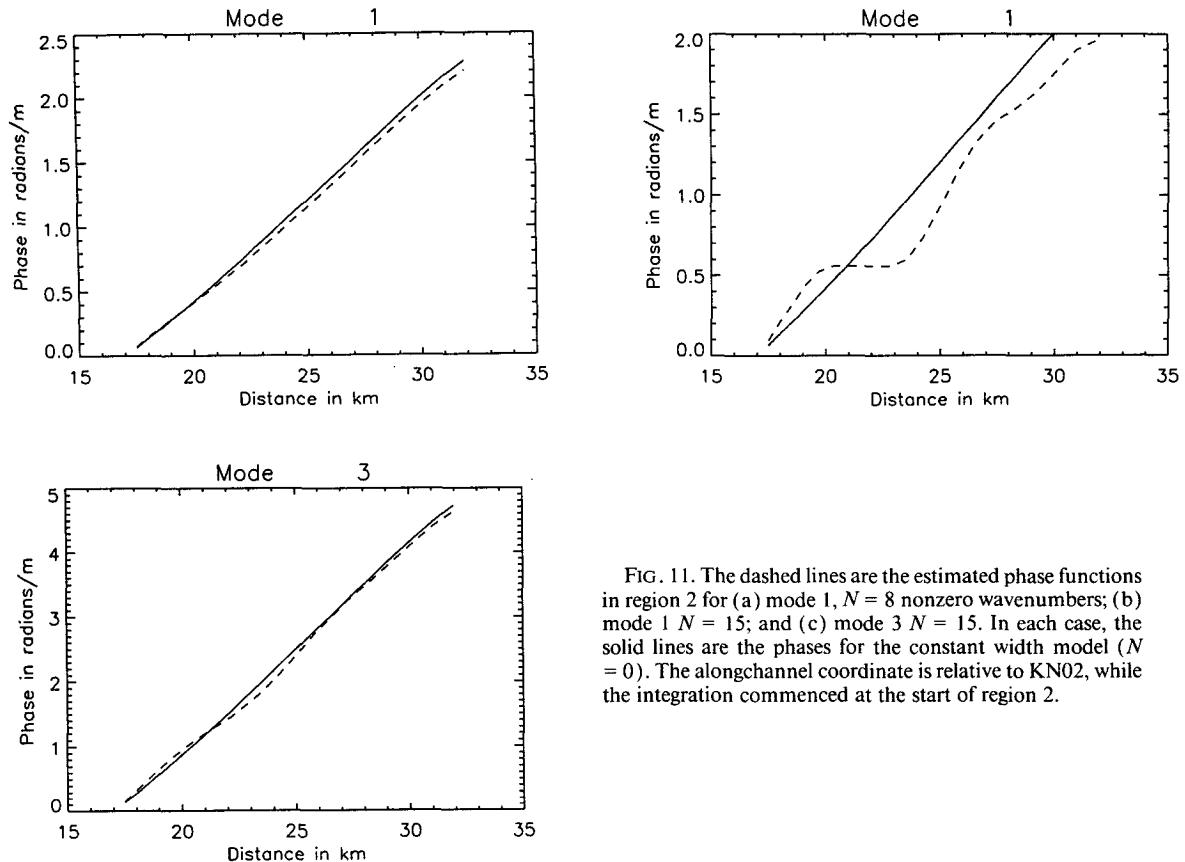 Mode 1
2.5
2.0
1.5
1.0
0.5
0.0
Phase in radians/m
15 20 25 30 35
Distance in km
Mode 1
2.0
1.5
1.0
0.5
0.0
Phase in radians/m
15 20 25 30 35
Distance in km
Mode 3
5
4
3
2
1
0
Phase in radians/m
15 20 25 30 35
Distance in km
FIG. 11. The dashed lines are the estimated phase functions
in region 2 for (a) mode 1, N = 8 nonzero wavenumbers; (b)
mode 1 N = 15; and (c) mode 3 N = 15. In each case, the
solid lines are the phases for the constant width model (N
= 0). The alongchannel coordinate is relative to KN02, while
the integration commenced at the start of region 2.